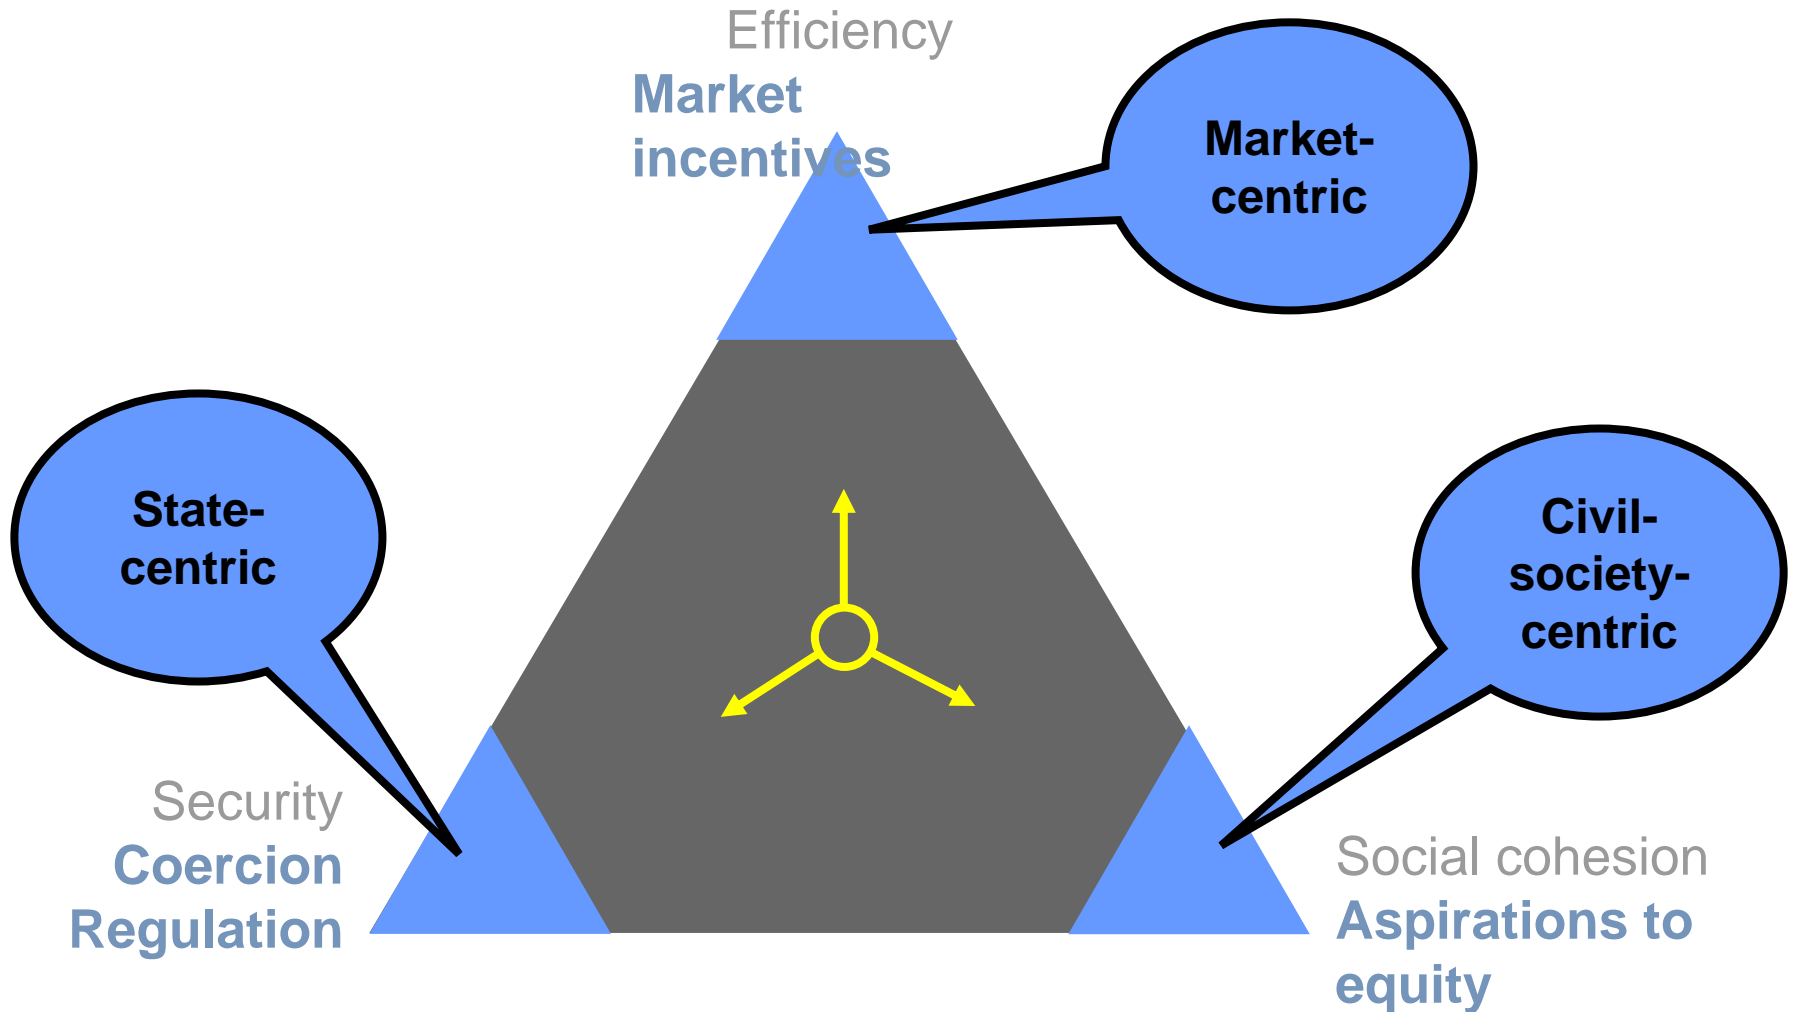 Efficiency
Market
incentives
Market-
centric
State-
centric
Civil-
society-
centric
Security
Coercion
Regulation
Social cohesion
Aspirations to
equity